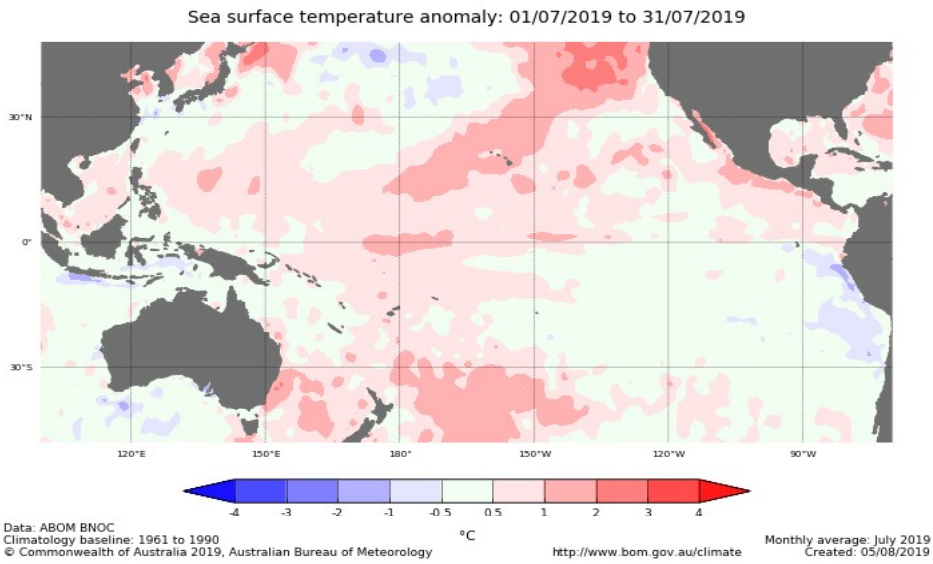 Sea surface temperature anomaly: 01/07/2019 to 31/07/2019
30°N
0°
30°S
120°E 150°E 180° 150°W 120°W 90°W
-4 -3 -2 -1 -0.5 0.5 1 2 3 4
°C
Data: ABOM BNOC
Climatology baseline: 1961 to 1990
© Commonwealth of Australia 2019, Australian Bureau of Meteorology
http://www.bom.gov.au/climate
Monthly average: July 2019
Created: 05/08/2019